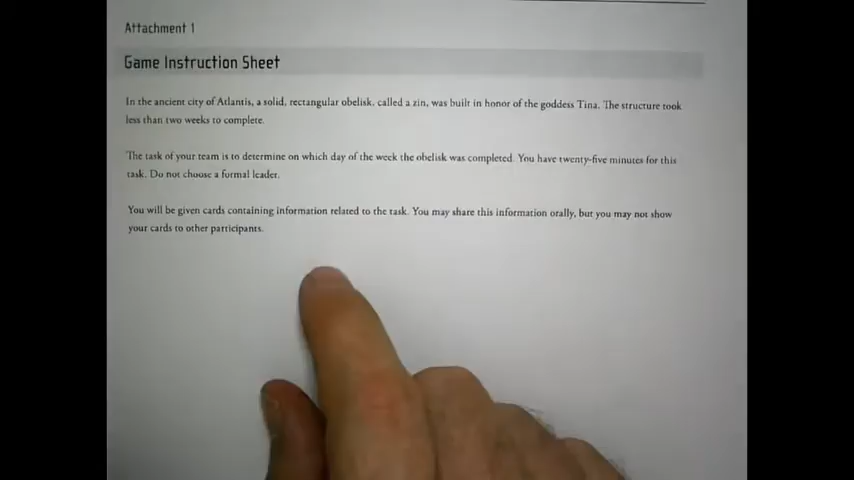 Attachment 1
Game Instruction Sheet
In the ancient city of Atlantis, a solid, rectangular obelisk, called a zin, was built in honor of the goddess Tina. The structure took
less than two weeks to complete.
The task of your team is to determine on which day of the week the obelisk was completed. You have twenty-five minutes for this
task. Do not choose a formal leader.
You will be given cards containing information related to the task. You may share this information orally, but you may not show
your cards to other participants.